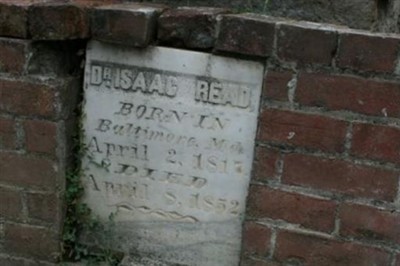 DR. ISAAC READ,
BORN IN
Baltimore, Md.
April 2, 1817,
& DIED
April 8, 1852.